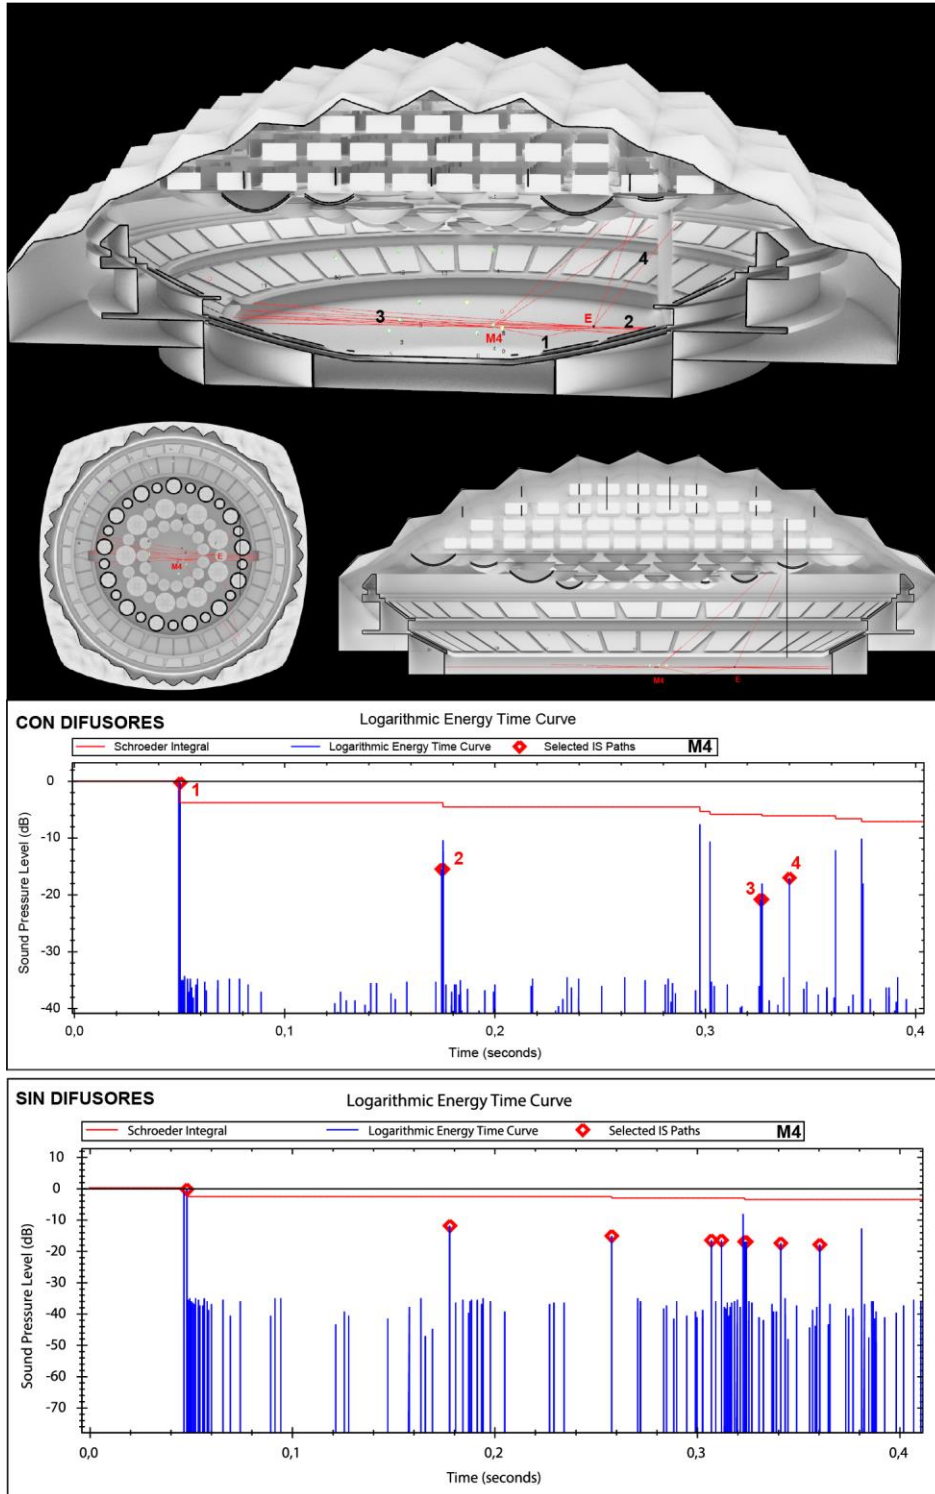 4
3
E
2
M4
1
3
E
M4
M4
E
CON DIFUSORES
Logarithmic Energy Time Curve
Schroeder Integral
Logarithmic Energy Time Curve
Selected IS Paths
M4
Sound Pressure Level (dB)
0
-10
-20
-30
-40
1
2
3
4
0,0
0,1
0,2
0,3
0,4
Time (seconds)
SIN DIFUSORES
Logarithmic Energy Time Curve
Schroeder Integral
Logarithmic Energy Time Curve
Selected IS Paths
M4
Sound Pressure Level (dB)
10
0
-10
-20
-30
-40
-50
-60
-70
0,0
0,1
0,2
0,3
0,4
Time (seconds)